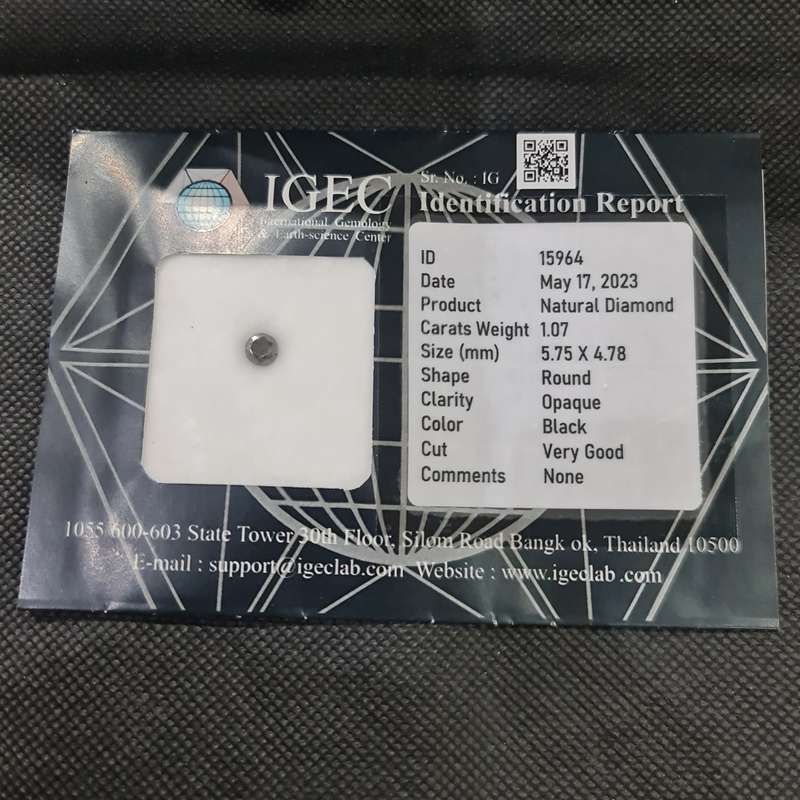 IGEC
International Gemology
& Earth-science Center
Sr. No. : IG
Identification Report
ID 15964
Date May 17, 2023
Product Natural Diamond
Carats Weight 1.07
Size (mm) 5.75 X 4.78
Shape Round
Clarity Opaque
Color Black
Cut Very Good
Comments None
1055 600-603 State Tower 30th Floor, Silom Road Bangk ok, Thailand 10500
E-mail : support@igeclab.com Website : www.igeclab.com